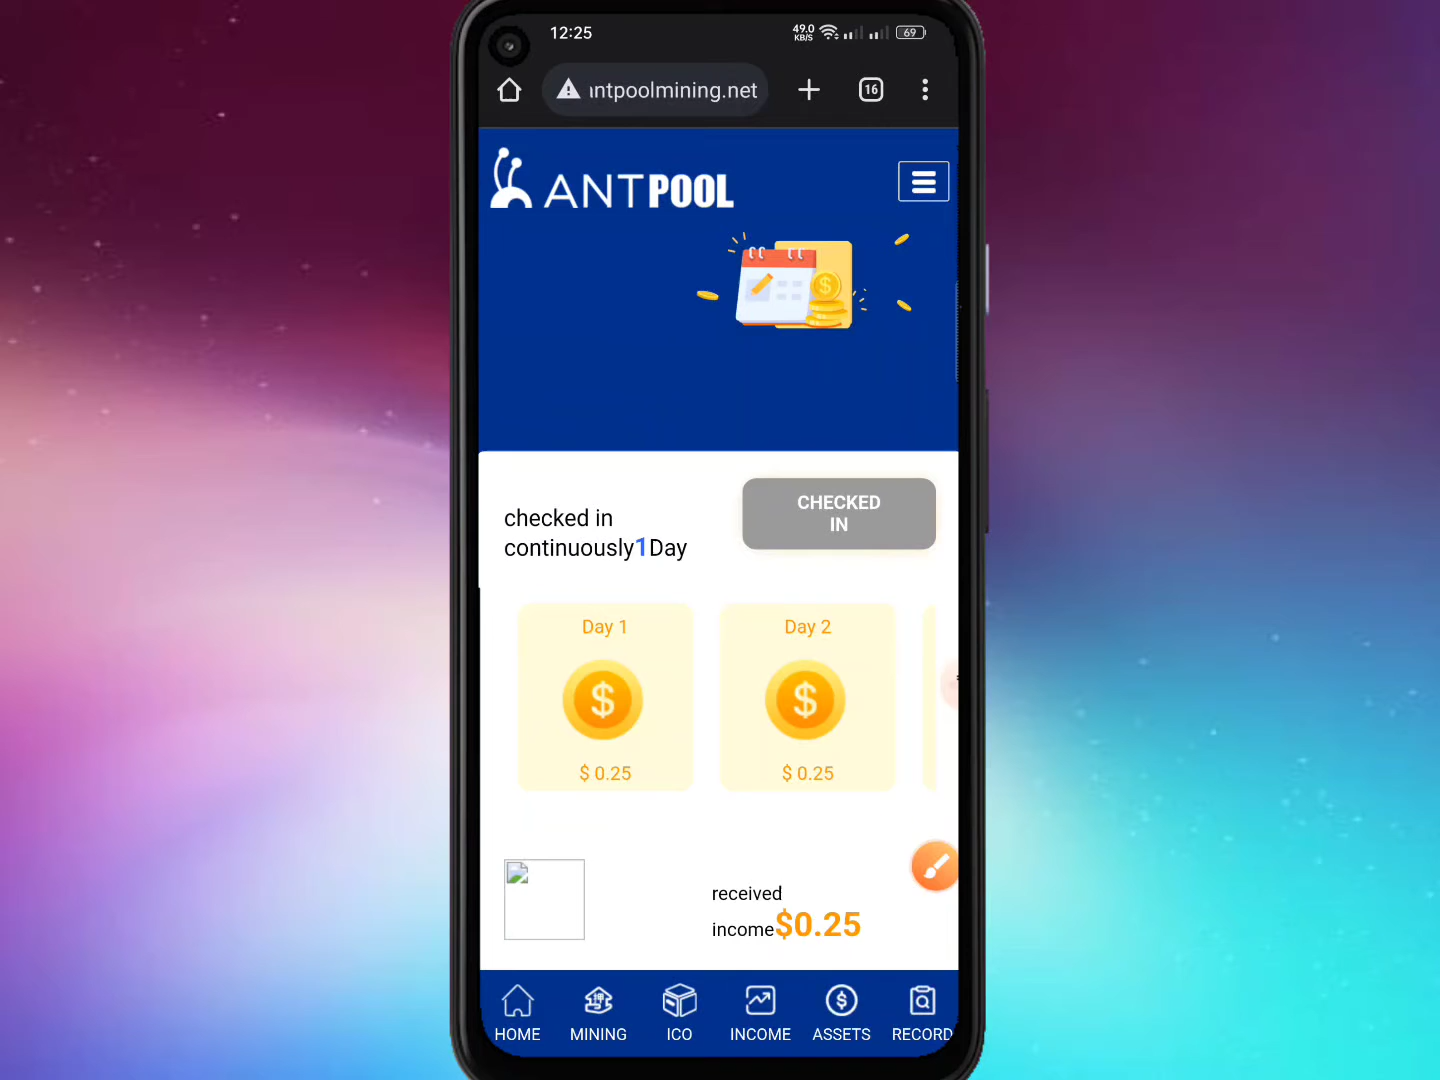 12:25
49.0
KB/S
69
ntpoolmining.net
16
ANTPOOL
checked in
continuously1Day
CHECKED
IN
Day 1
Day 2
$ 0.25
$ 0.25
received
income$0.25
HOME
MINING
ICO
INCOME
ASSETS
RECORD